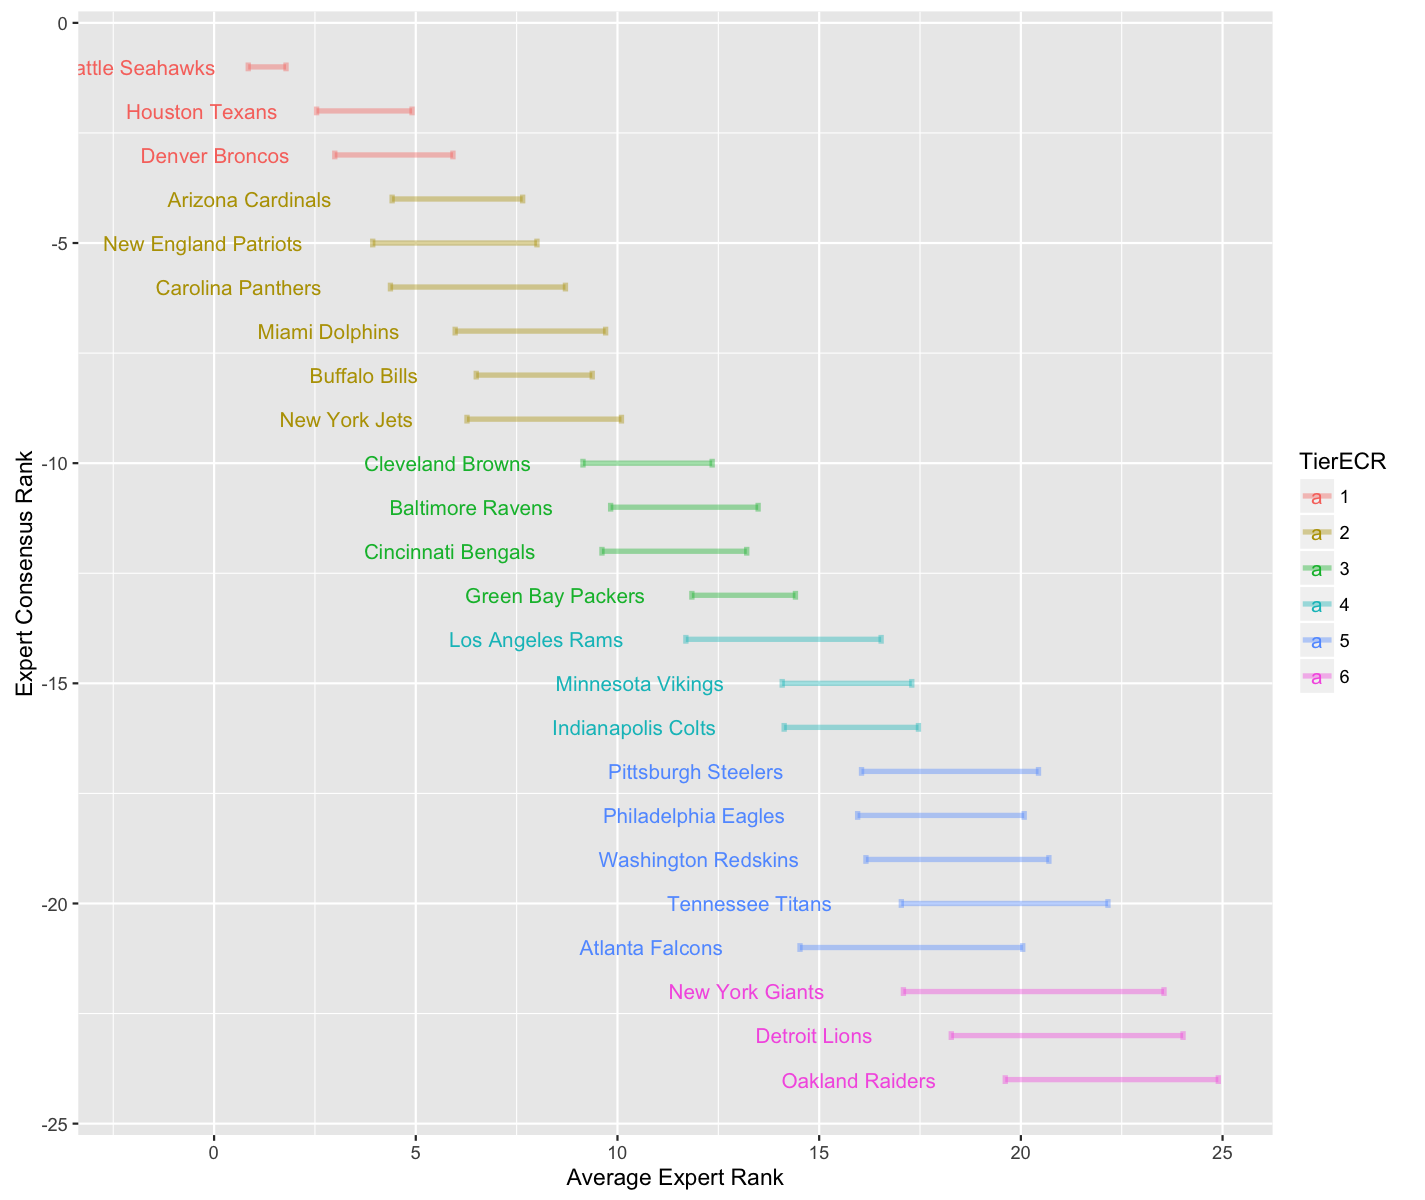 0
attle Seahawks
Houston Texans
Denver Broncos
Arizona Cardinals
-5
New England Patriots
Carolina Panthers
Miami Dolphins
Buffalo Bills
New York Jets
-10
Cleveland Browns
Baltimore Ravens
Cincinnati Bengals
Green Bay Packers
Los Angeles Rams
-15
Minnesota Vikings
Indianapolis Colts
Pittsburgh Steelers
Philadelphia Eagles
Washington Redskins
-20
Tennessee Titans
Atlanta Falcons
New York Giants
Detroit Lions
Oakland Raiders
-25
0 5 10 15 20 25
Average Expert Rank
Expert Consensus Rank
TierECR
a 1
a 2
a 3
a 4
a 5
a 6